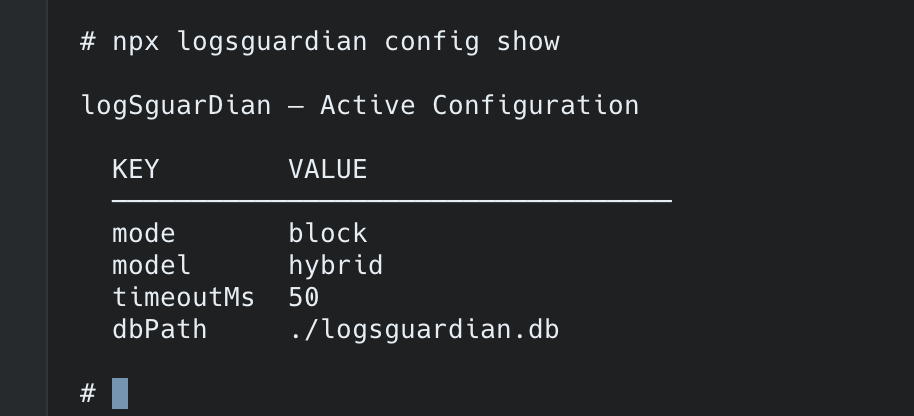 # npx logsguardian config show
logSguarDian — Active Configuration
KEY VALUE
mode block
model hybrid
timeoutMs 50
dbPath ./logsguardian.db
#